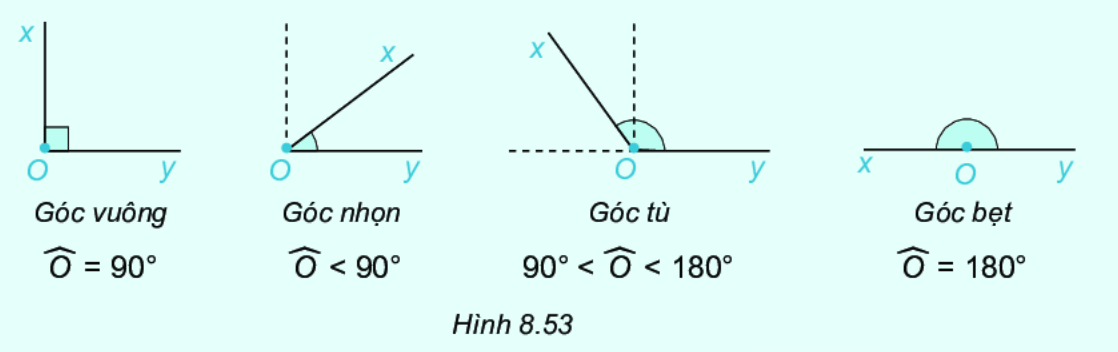 x
O
y
x
O
y
x
O
y
x
O
y
Góc vuông
Góc nhọn
Góc tù
Góc bẹt
Ô = 90°
Ô < 90°
90° < Ô < 180°
Ô = 180°
Hình 8.53